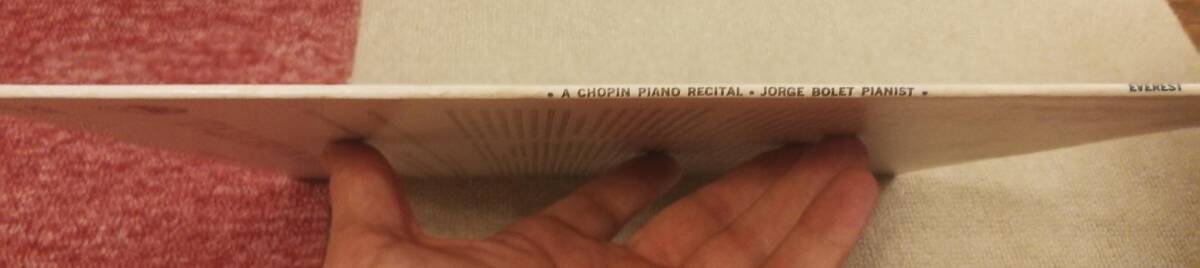 • A CHOPIN PIANO RECITAL • JORGE BOLET PIANIST • EVEREST